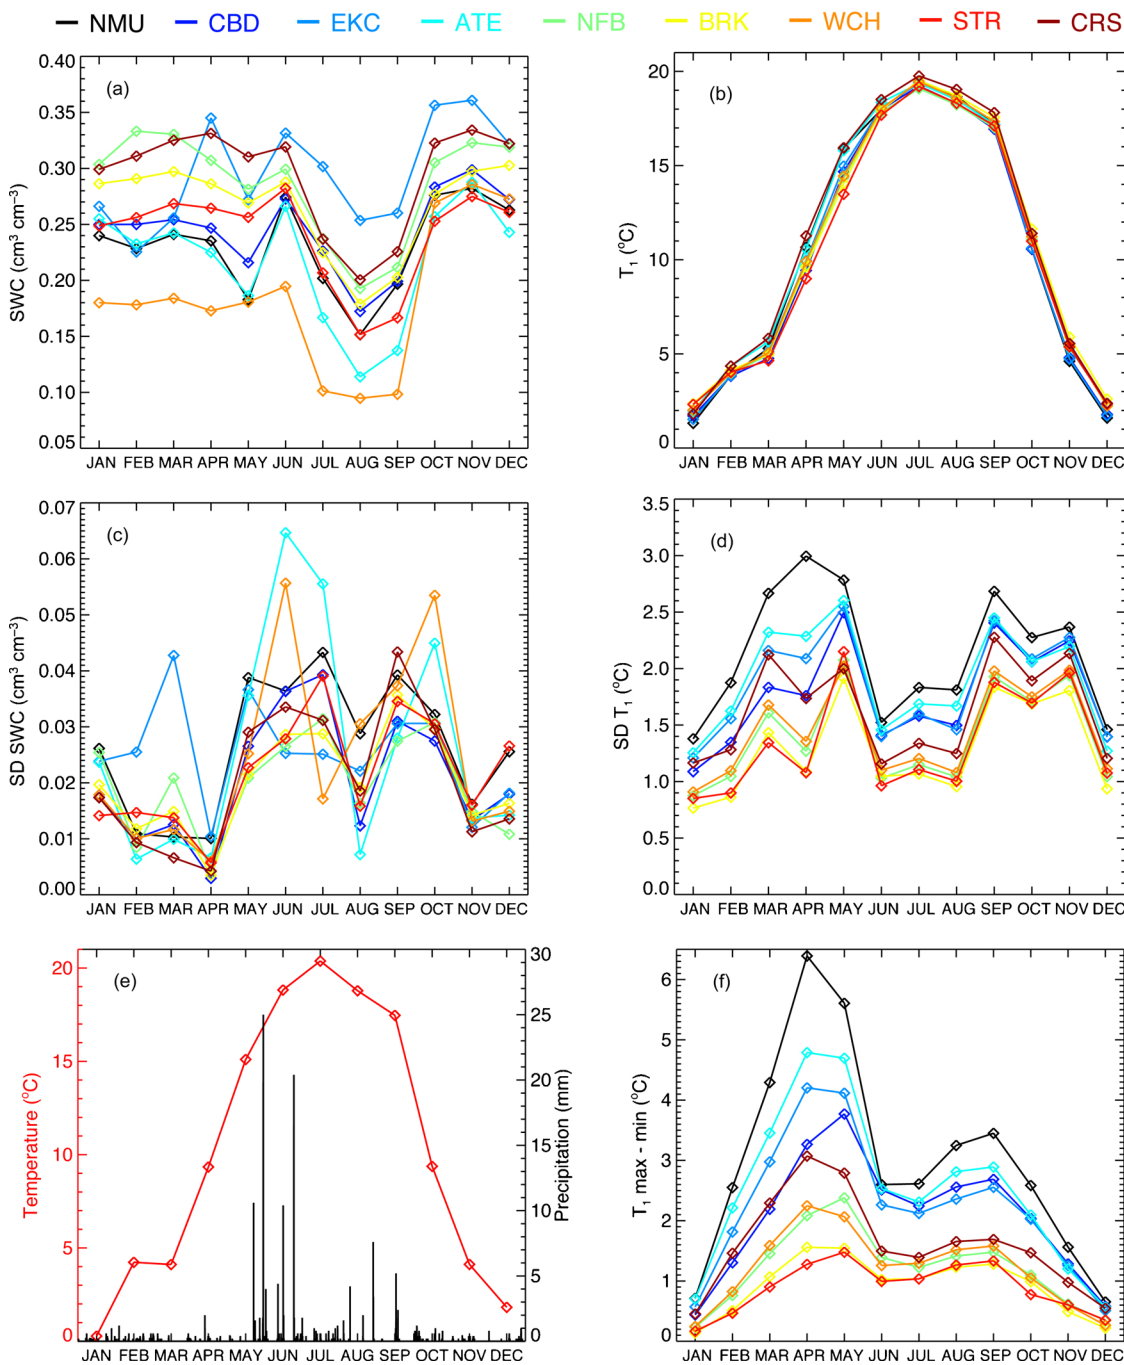 NMU CBD EKC ATE NFB BRK WCH STR CRS
(a)
SWC (cm³ cm⁻³)
0.40
0.35
0.30
0.25
0.20
0.15
0.10
0.05
JAN FEB MAR APR MAY JUN JUL AUG SEP OCT NOV DEC
(b)
T₁ (°C)
20
15
10
5
0
JAN FEB MAR APR MAY JUN JUL AUG SEP OCT NOV DEC
(c)
SD SWC (cm³ cm⁻³)
0.07
0.06
0.05
0.04
0.03
0.02
0.01
0.00
JAN FEB MAR APR MAY JUN JUL AUG SEP OCT NOV DEC
(d)
SD T₁ (°C)
3.5
3.0
2.5
2.0
1.5
1.0
0.5
0.0
JAN FEB MAR APR MAY JUN JUL AUG SEP OCT NOV DEC
(e)
Temperature (°C)
20
15
10
5
0
Precipitation (mm)
30
25
20
15
10
5
0
JAN FEB MAR APR MAY JUN JUL AUG SEP OCT NOV DEC
(f)
T₁ max - min (°C)
6
5
4
3
2
1
0
JAN FEB MAR APR MAY JUN JUL AUG SEP OCT NOV DEC